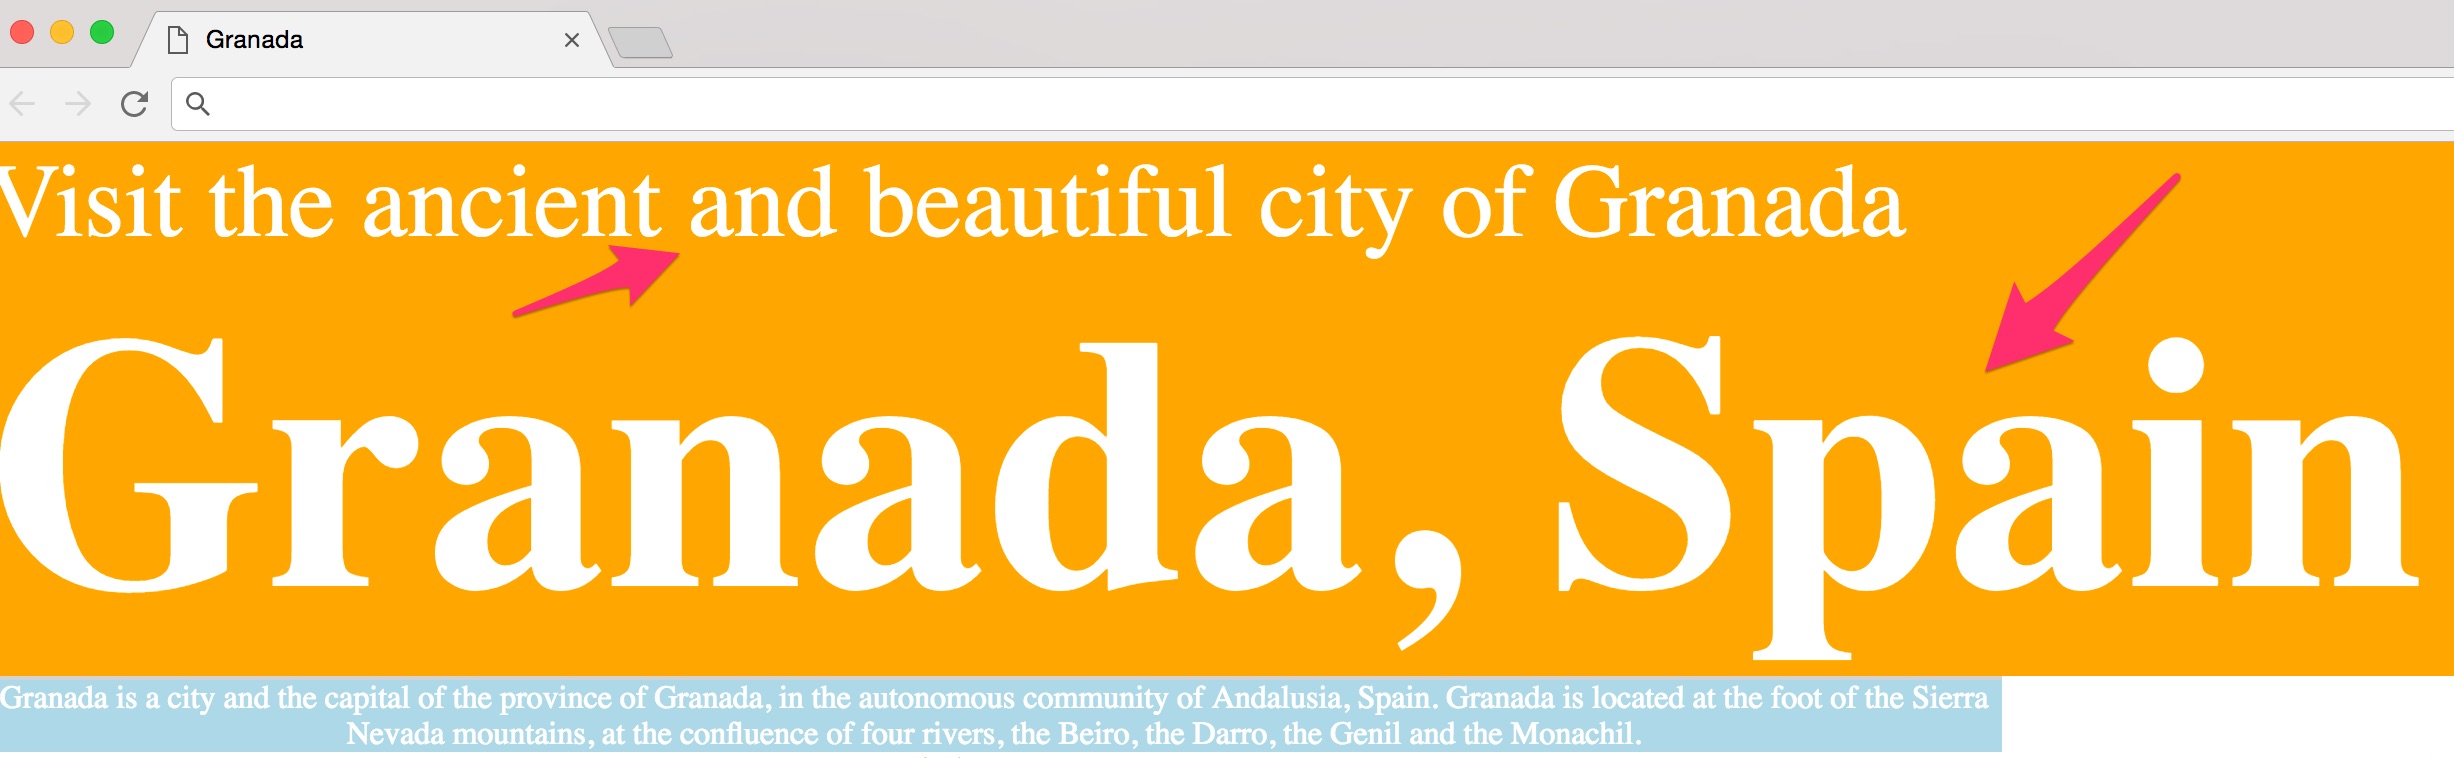 Granada
Visit the ancient and beautiful city of Granada
Granada, Spain
Granada is a city and the capital of the province of Granada, in the autonomous community of Andalusia, Spain. Granada is located at the foot of the Sierra
Nevada mountains, at the confluence of four rivers, the Beiro, the Darro, the Genil and the Monachil.